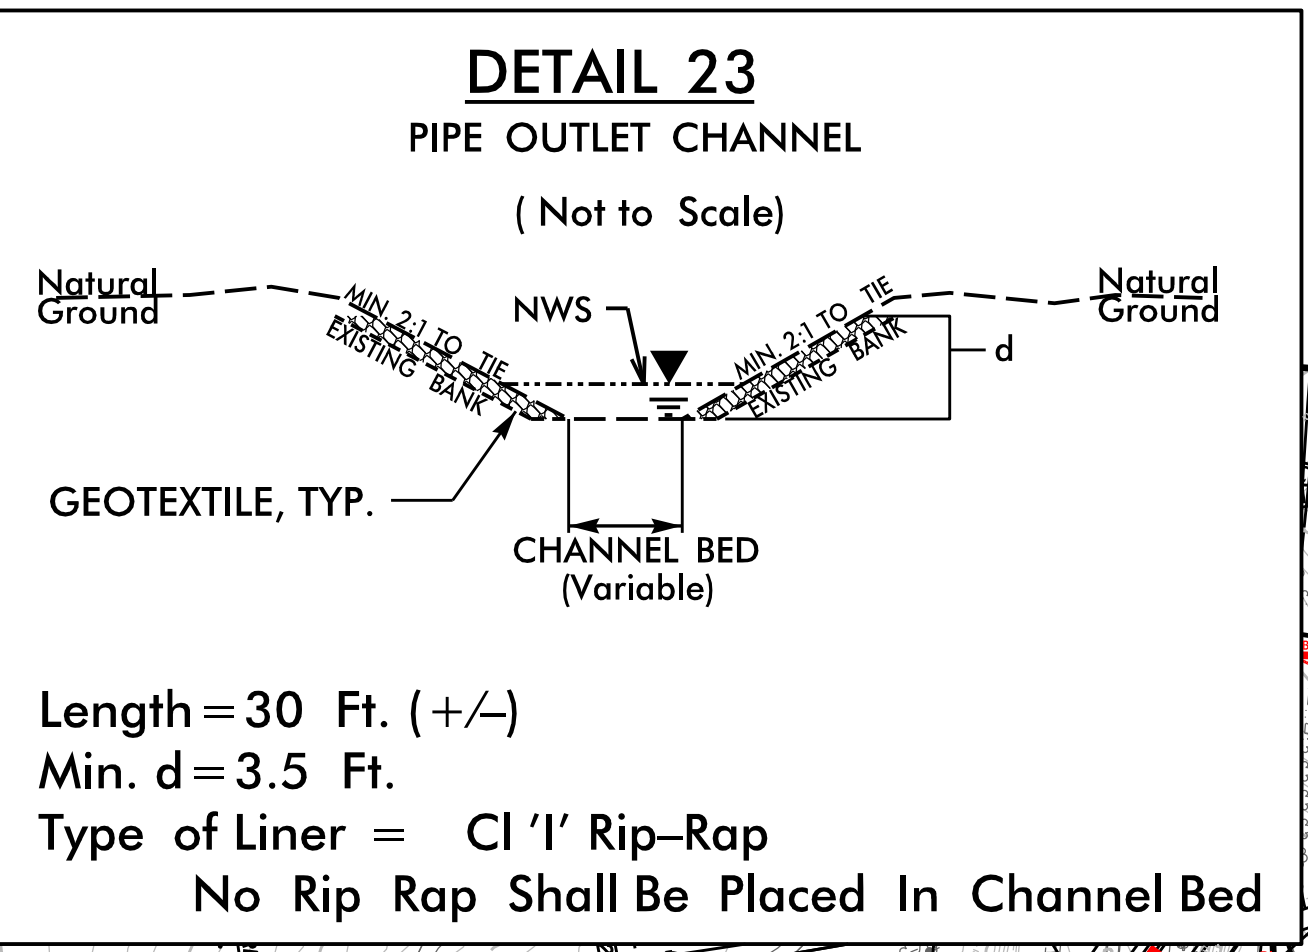 DETAIL 23
PIPE OUTLET CHANNEL
( Not to Scale)
Natural
Ground
MIN. 2:1 TO TIE
EXISTING BANK
NWS
MIN. 2:1 TO TIE
EXISTING BANK
Natural
Ground
d
GEOTEXTILE, TYP.
CHANNEL BED
(Variable)
Length = 30 Ft. (+/–)
Min. d = 3.5 Ft.
Type of Liner = Cl 'I' Rip–Rap
No Rip Rap Shall Be Placed In Channel Bed